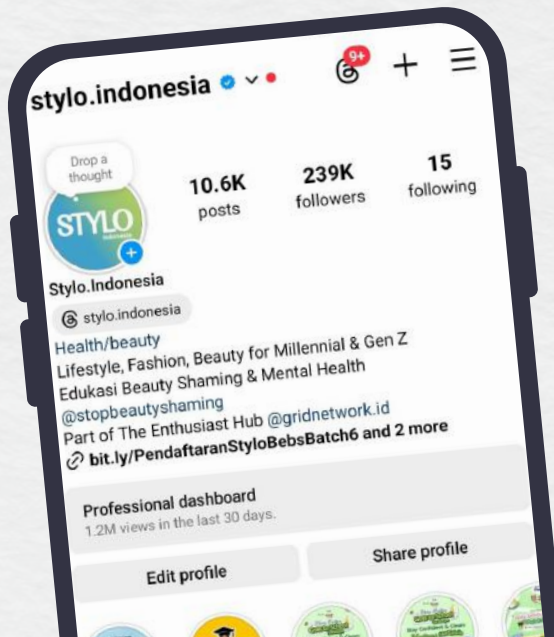 stylo.indonesia
9+
Drop a
thought
STYLO
Indonesia
10.6K
posts
239K
followers
15
following
Stylo.Indonesia
stylo.indonesia
Health/beauty
Lifestyle, Fashion, Beauty for Millennial & Gen Z
Edukasi Beauty Shaming & Mental Health
@stopbeautyshaming
Part of The Enthusiast Hub @gridnetwork.id
bit.ly/PendaftaranStyloBebsBatch6 and 2 more
Professional dashboard
1.2M views in the last 30 days.
Edit profile
Share profile